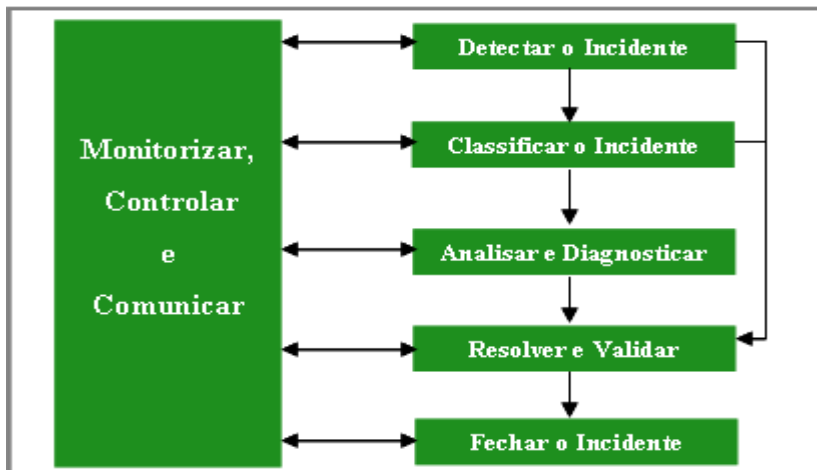 Monitorizar,
Controlar
e
Comunicar
Detectar o Incidente
Classificar o Incidente
Analisar e Diagnosticar
Resolver e Validar
Fechar o Incidente